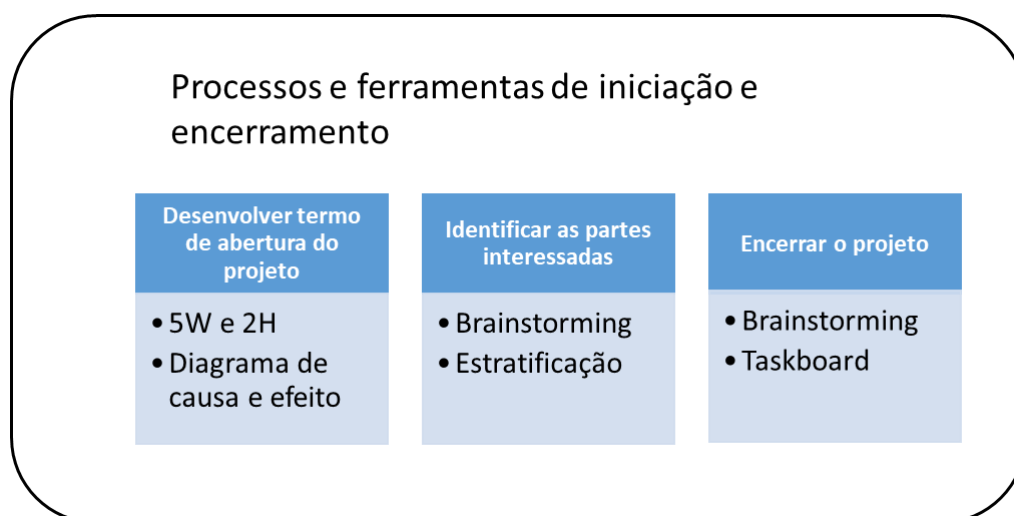 Processos e ferramentas de iniciação e
encerramento
Desenvolver termo
de abertura do
projeto
• 5W e 2H
• Diagrama de
causa e efeito
Identificar as partes
interessadas
• Brainstorming
• Estratificação
Encerrar o projeto
• Brainstorming
• Taskboard